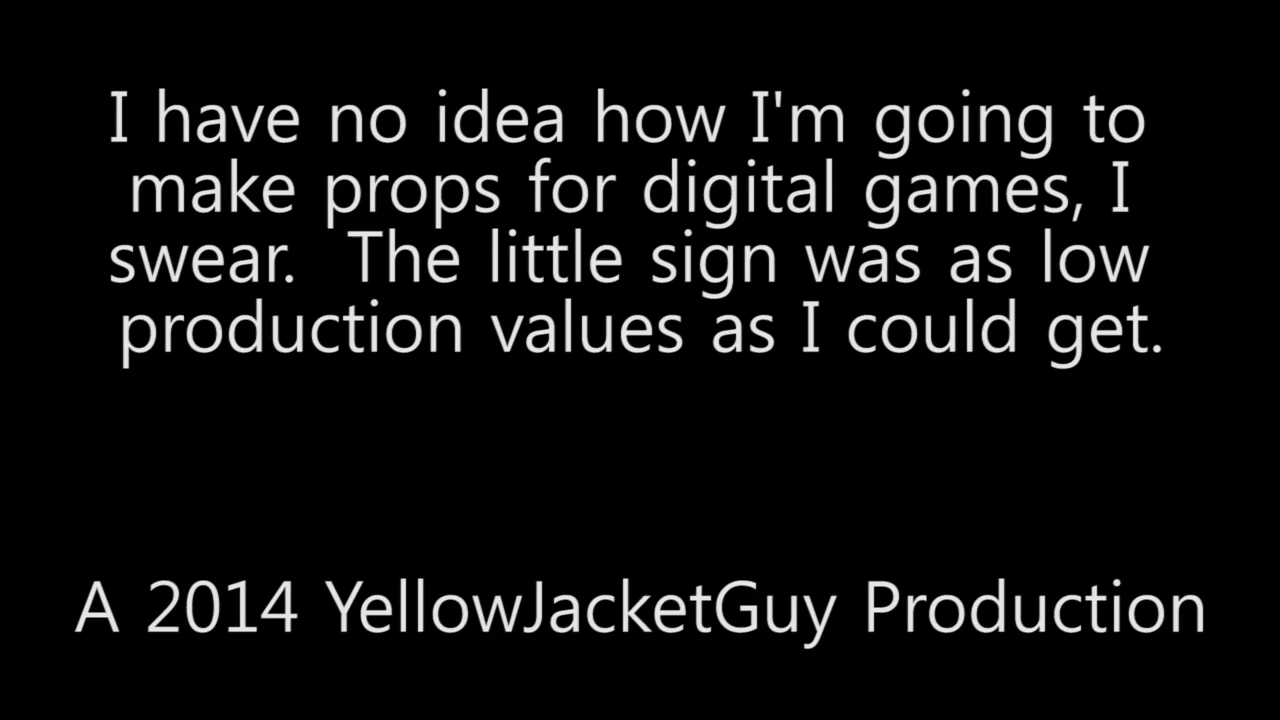 I have no idea how I'm going to
make props for digital games, I
swear.  The little sign was as low
production values as I could get.
A 2014 YellowJacketGuy Production